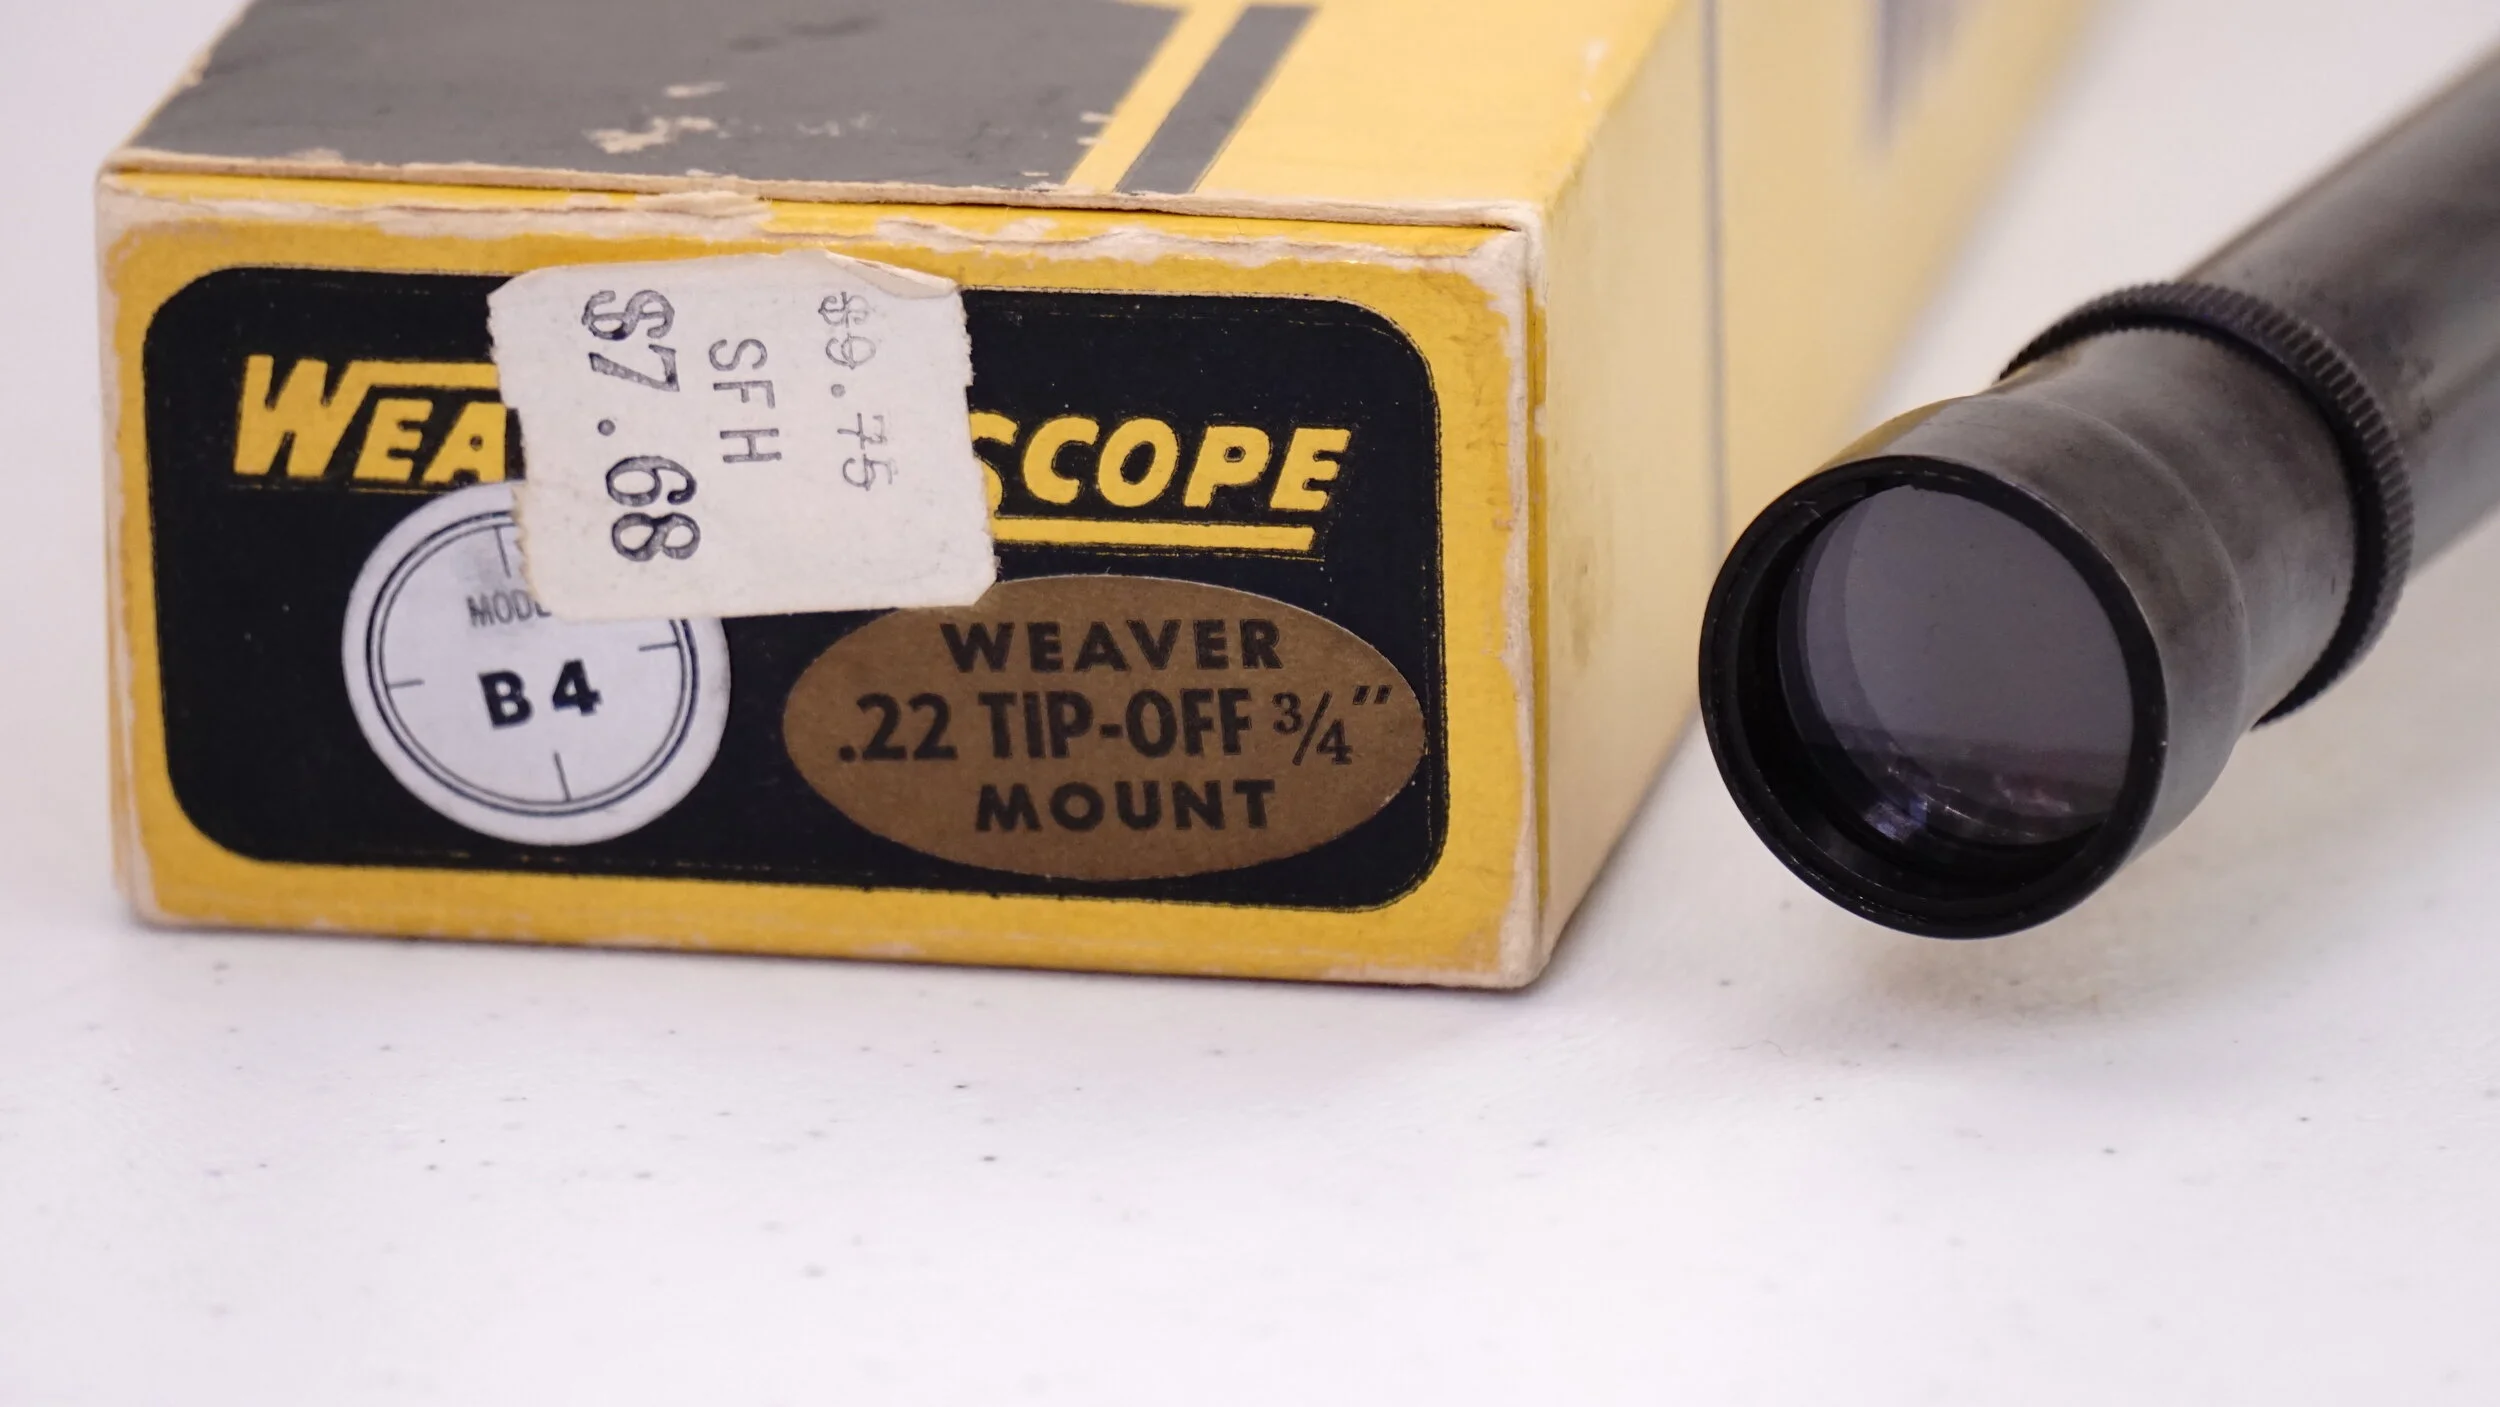 WEA SCOPE
$9.75
SFH
$7.68
MODE
B4
WEAVER
.22 TIP-OFF 3/4"
MOUNT